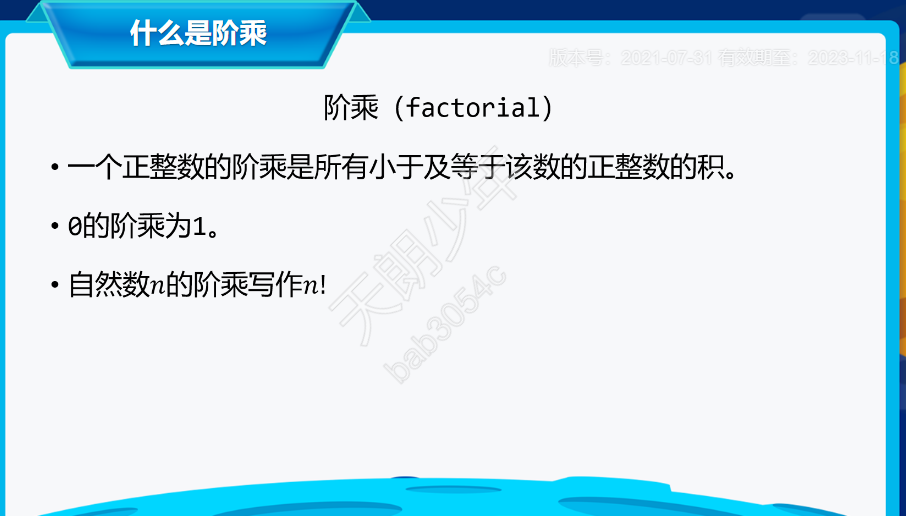 什么是阶乘
版本号：2021-07-31 有效期至：2023-11-18
阶乘（factorial）
• 一个正整数的阶乘是所有小于及等于该数的正整数的积。
• 0的阶乘为1。
• 自然数n的阶乘写作n!
天朗少年
bab3054c